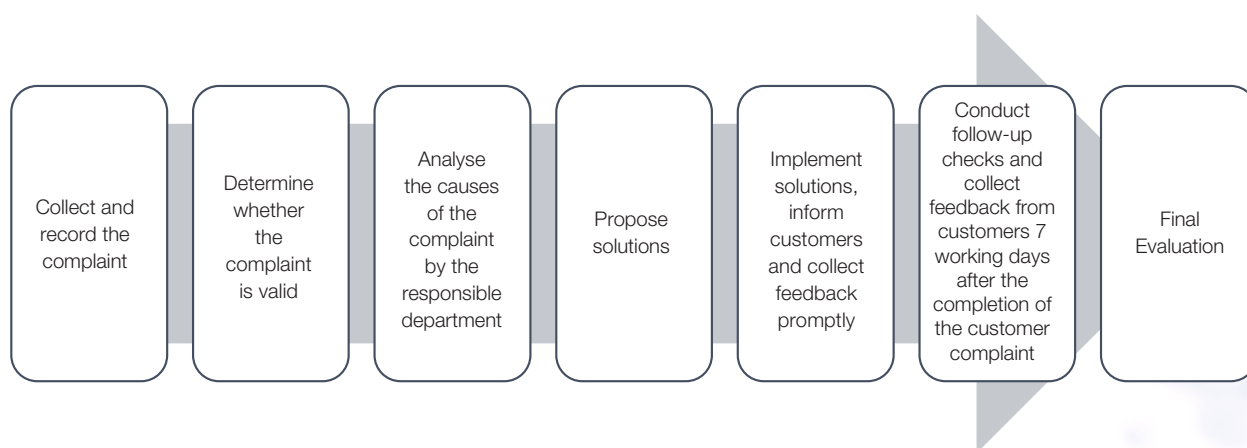 Collect and
record the
complaint
Determine
whether
the
complaint
is valid
Analyse
the causes
of the
complaint
by the
responsible
department
Propose
solutions
Implement
solutions,
inform
customers
and collect
feedback
promptly
Conduct
follow-up
checks and
collect
feedback from
customers 7
working days
after the
completion of
the customer
complaint
Final
Evaluation